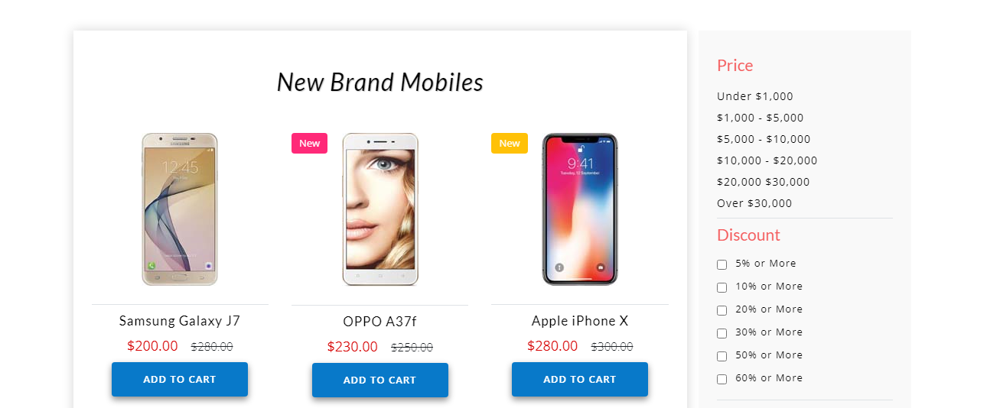 New Brand Mobiles
New
New
SAMSUNG
12:45
9:41
Tuesday, 12 September
Samsung Galaxy J7
$200.00 $280.00
ADD TO CART
OPPO A37f
$230.00 $250.00
ADD TO CART
Apple iPhone X
$280.00 $300.00
ADD TO CART
Price
Under $1,000
$1,000 - $5,000
$5,000 - $10,000
$10,000 - $20,000
$20,000 $30,000
Over $30,000
Discount
5% or More
10% or More
20% or More
30% or More
50% or More
60% or More